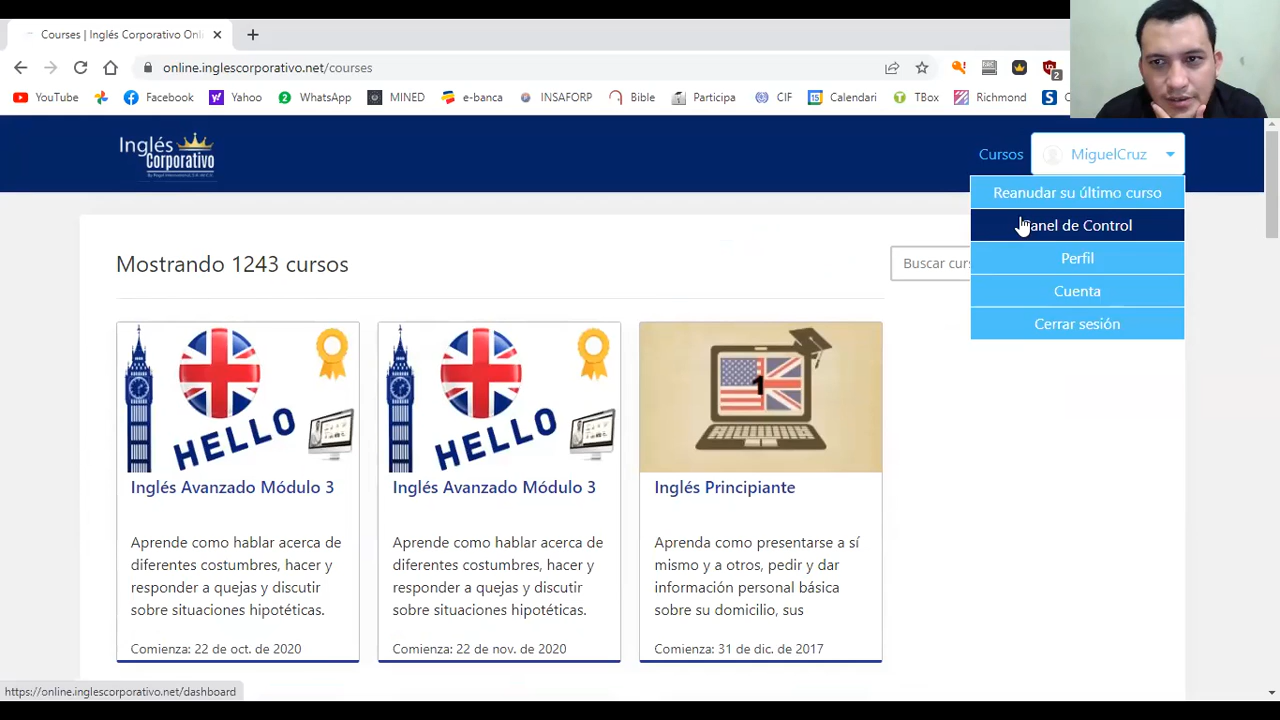 Courses | Inglés Corporativo Onl
online.inglescorporativo.net/courses
2
YouTube
Facebook
Yahoo
2 WhatsApp
MINED
e-banca
INSAFORP
Bible
Participa
CIF
15 Calendari
TBox
Richmond
S
Inglés
Corporativo
Cursos
MiguelCruz
Reanudar su último curso
Panel de Control
Perfil
Cuenta
Cerrar sesión
Mostrando 1243 cursos
Buscar curs
HELLO
HELLO
1
Inglés Avanzado Módulo 3
Inglés Avanzado Módulo 3
Inglés Principiante
Aprende como hablar acerca de
diferentes costumbres, hacer y
responder a quejas y discutir
sobre situaciones hipotéticas.
Aprende como hablar acerca de
diferentes costumbres, hacer y
responder a quejas y discutir
sobre situaciones hipotéticas.
Aprenda como presentarse a sí
mismo y a otros, pedir y dar
información personal básica
sobre su domicilio, sus
Comienza: 22 de oct. de 2020
Comienza: 22 de nov. de 2020
Comienza: 31 de dic. de 2017
https://online.inglescorporativo.net/dashboard